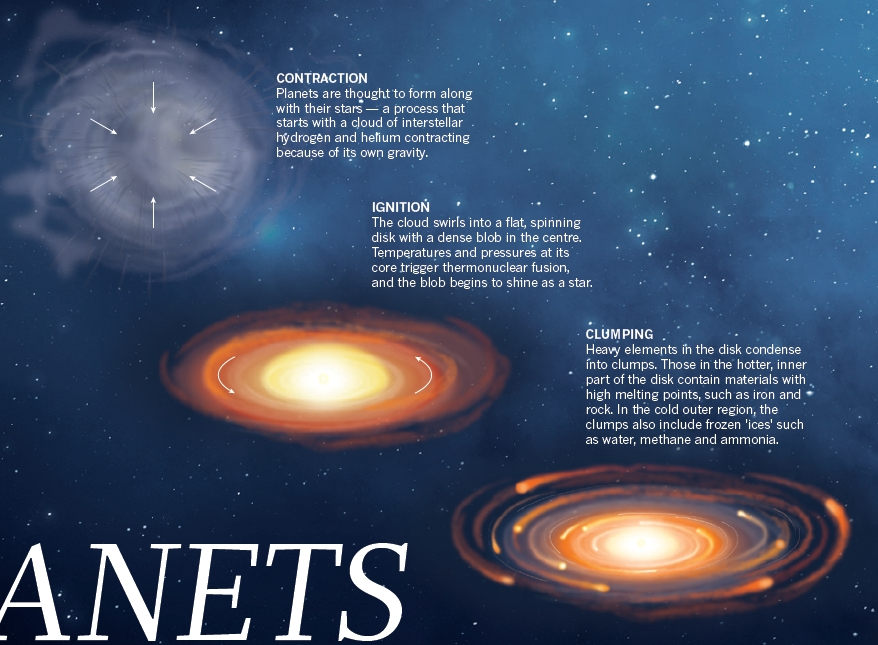 CONTRACTION
Planets are thought to form along
with their stars — a process that
starts with a cloud of interstellar
hydrogen and helium contracting
because of its own gravity.
IGNITION
The cloud swirls into a flat, spinning
disk with a dense blob in the centre.
Temperatures and pressures at its
core trigger thermonuclear fusion,
and the blob begins to shine as a star.
CLUMPING
Heavy elements in the disk condense
into clumps. Those in the hotter, inner
part of the disk contain materials with
high melting points, such as iron and
rock. In the cold outer region, the
clumps also include frozen 'ices' such
as water, methane and ammonia.
ANETS